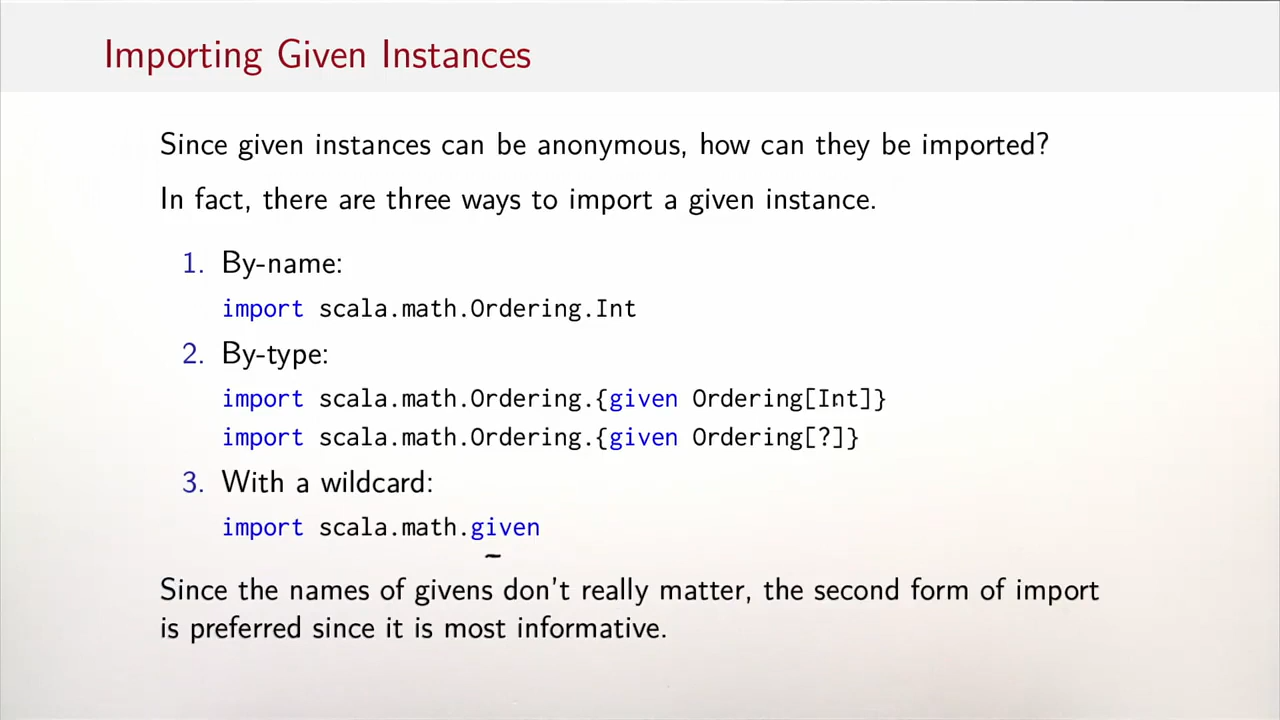 Importing Given Instances
Since given instances can be anonymous, how can they be imported?
In fact, there are three ways to import a given instance.
1. By-name:
import scala.math.Ordering.Int
2. By-type:
import scala.math.Ordering.{given Ordering[Int]}
import scala.math.Ordering.{given Ordering[?]}
3. With a wildcard:
import scala.math.given
Since the names of givens don't really matter, the second form of import
is preferred since it is most informative.